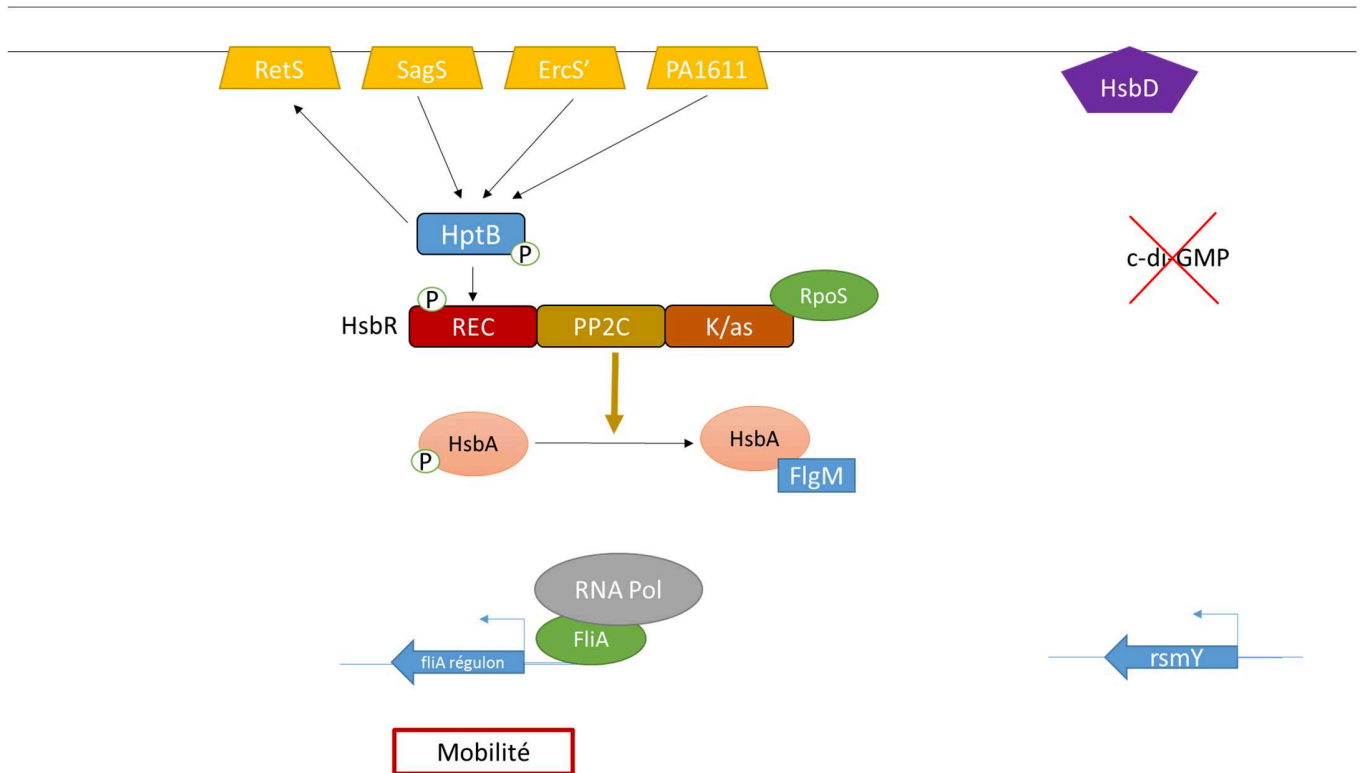 RetS
SagS
ErcS’
PA1611
HsbD
HptB
P
c-di-GMP
P
RpoS
HsbR
REC
PP2C
K/as
HsbA
P
HsbA
FlgM
RNA Pol
FliA
fliA régulon
rsmY
Mobilité